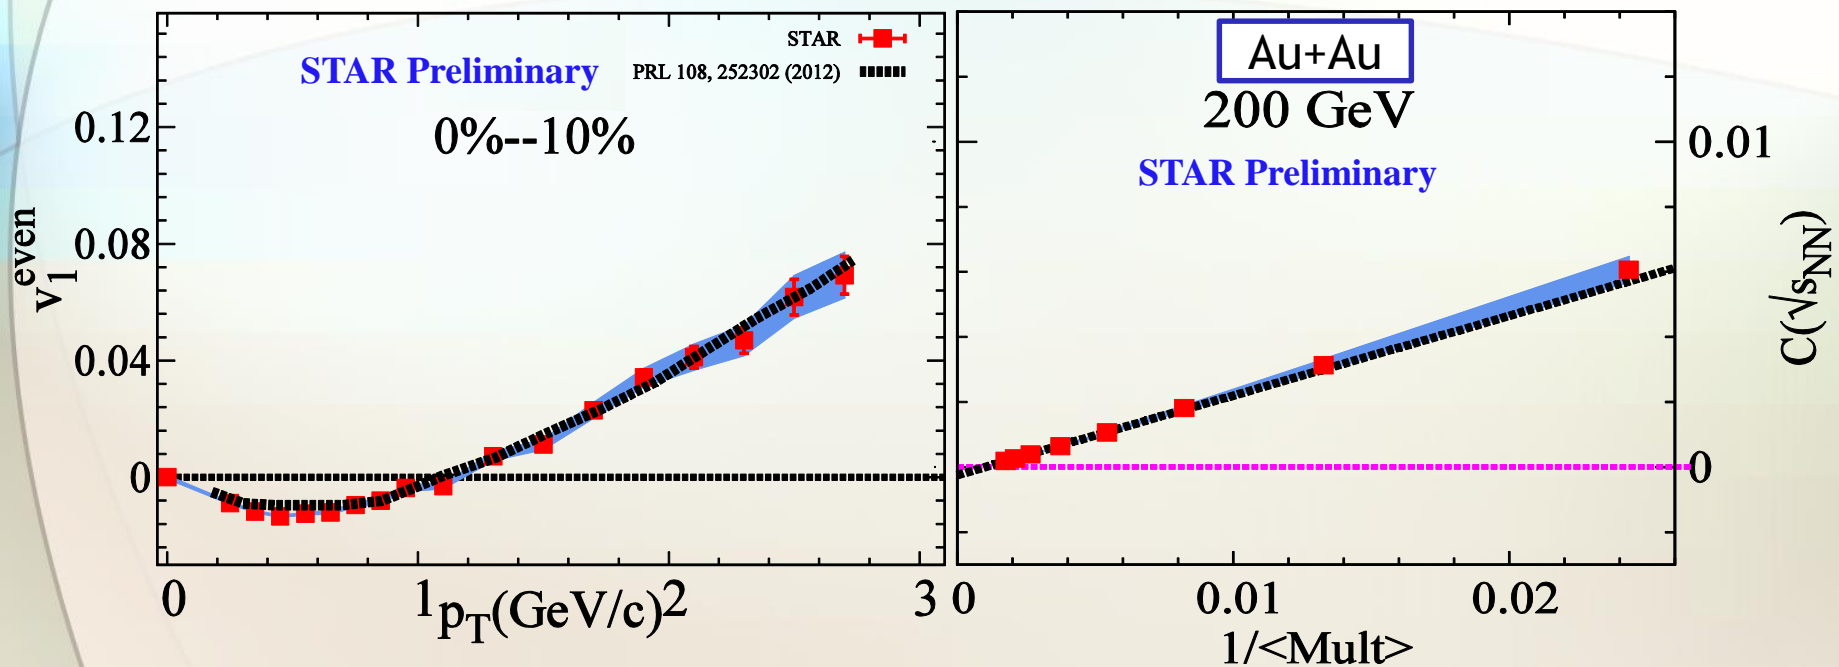 STAR
STAR Preliminary
PRL 108, 252302 (2012)
0%--10%
0.12
0.08
0.04
0
v₁ᵉᵛᵉⁿ
0 1 2 3
p_T(GeV/c)
Au+Au
200 GeV
STAR Preliminary
0.01
0
C(√s_NN)
0 0.01 0.02
1/<Mult>